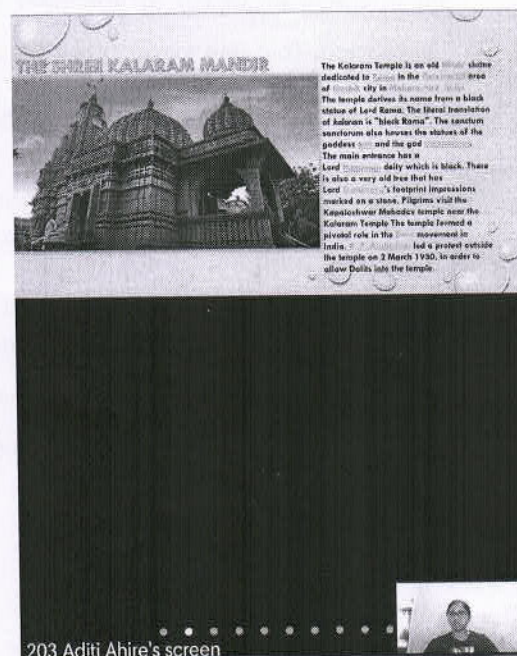 THE SHREE KALARAM MANDIR
The Kalaram Temple is an old Hindu shrine
dedicated to Rama in the Panchavati area
of Nashik city in Maharashtra
The temple derives its name from a black
statue of Lord Rama. The literal translation
of kalaram is "black Rama". The sanctum
sanctorum also houses the statues of the
goddess and the god
The main entrance has a
Lord deity which is black. There
is also a very old tree that has
Lord 's footprint impressions
marked on a stone. Pilgrims visit the
Kapaleshwar Mahadev temple near the
Kalaram Temple The temple formed a
pivotal role in the movement in
India. led a protest outside
the temple on 2 March 1930, in order to
allow Dalits into the temple.
203 Aditi Ahire's screen